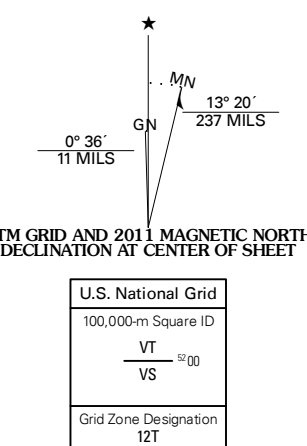 ★
MN
GN
13° 20´
237 MILS
0° 36´
11 MILS
TM GRID AND 2011 MAGNETIC NORTH
DECLINATION AT CENTER OF SHEET
U.S. National Grid
100,000-m Square ID
VT
5200
VS
Grid Zone Designation
12T